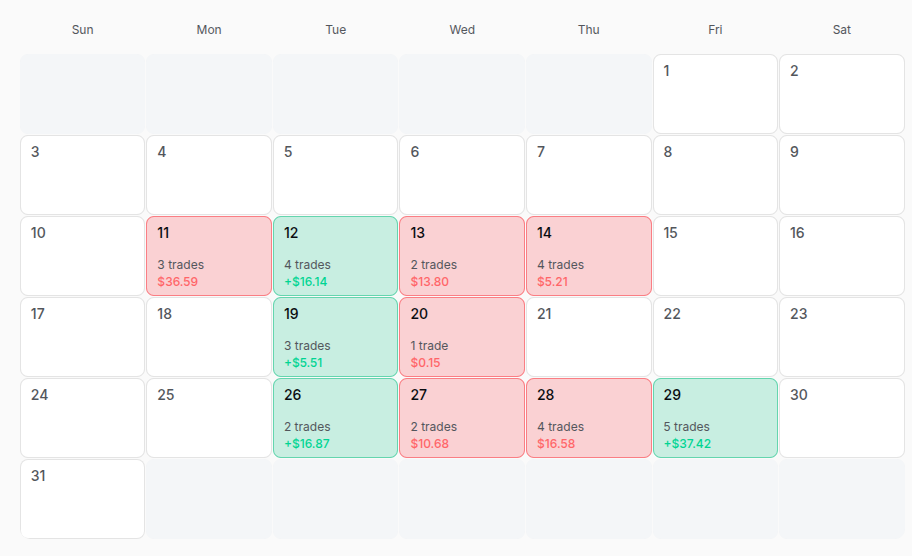 Sun Mon Tue Wed Thu Fri Sat
1 2
3 4 5 6 7 8 9
10 11 12 13 14 15 16
3 trades 4 trades 2 trades 4 trades
$36.59 +$16.14 $13.80 $5.21
17 18 19 20 21 22 23
3 trades 1 trade
+$5.51 $0.15
24 25 26 27 28 29 30
2 trades 2 trades 4 trades 5 trades
+$16.87 $10.68 $16.58 +$37.42
31